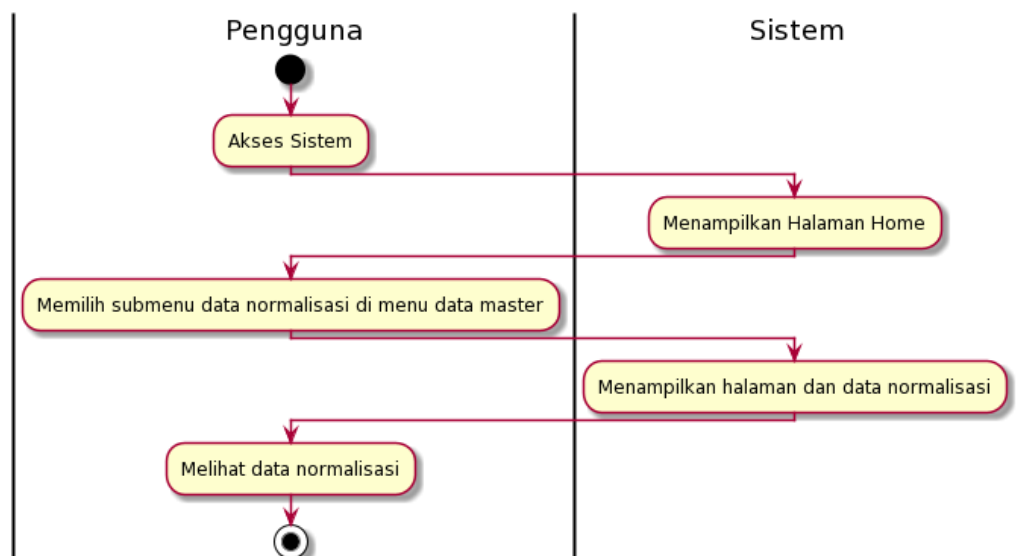 Pengguna
Sistem
Akses Sistem
Menampilkan Halaman Home
Memilih submenu data normalisasi di menu data master
Menampilkan halaman dan data normalisasi
Melihat data normalisasi